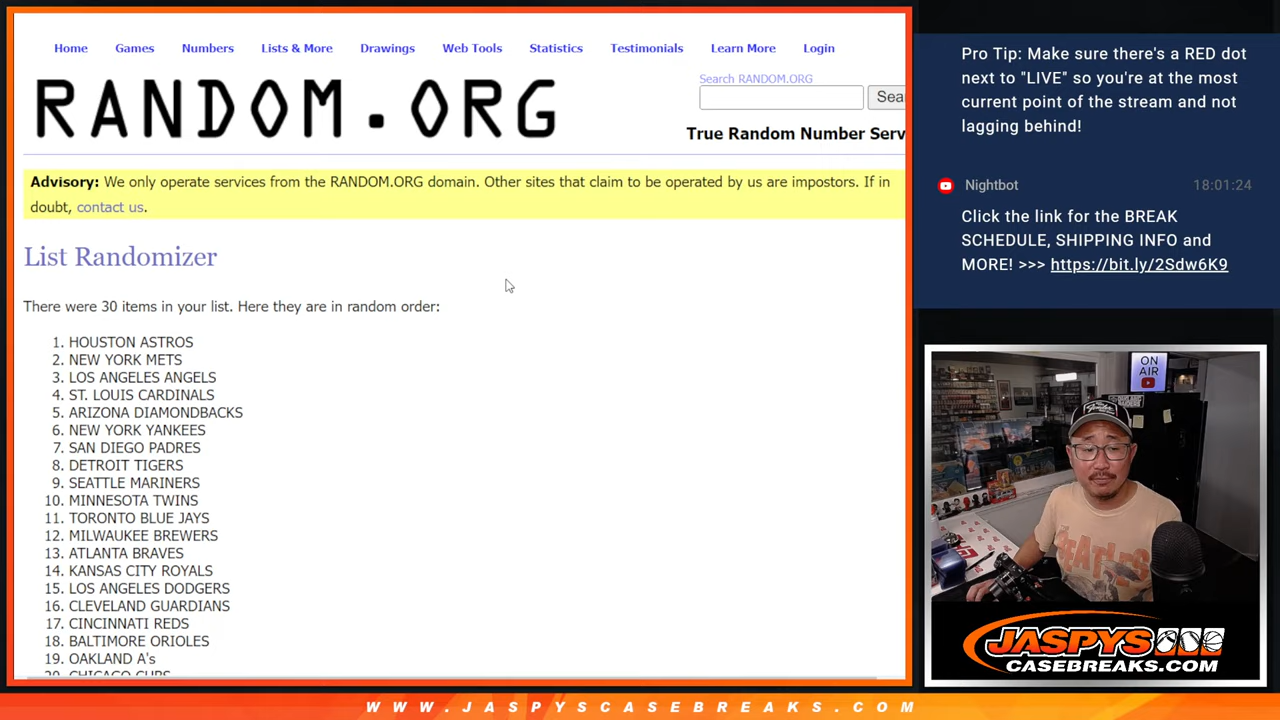 Home Games Numbers Lists & More Drawings Web Tools Statistics Testimonials Learn More Login
RANDOM.ORG
Search RANDOM.ORG
Sea
True Random Number Serv
Advisory: We only operate services from the RANDOM.ORG domain. Other sites that claim to be operated by us are impostors. If in
doubt, contact us.
List Randomizer
There were 30 items in your list. Here they are in random order:
1. HOUSTON ASTROS
2. NEW YORK METS
3. LOS ANGELES ANGELS
4. ST. LOUIS CARDINALS
5. ARIZONA DIAMONDBACKS
6. NEW YORK YANKEES
7. SAN DIEGO PADRES
8. DETROIT TIGERS
9. SEATTLE MARINERS
10. MINNESOTA TWINS
11. TORONTO BLUE JAYS
12. MILWAUKEE BREWERS
13. ATLANTA BRAVES
14. KANSAS CITY ROYALS
15. LOS ANGELES DODGERS
16. CLEVELAND GUARDIANS
17. CINCINNATI REDS
18. BALTIMORE ORIOLES
19. OAKLAND A's
20. CHICAGO CUBS
Pro Tip: Make sure there's a RED dot
next to "LIVE" so you're at the most
current point of the stream and not
lagging behind!
Nightbot 18:01:24
Click the link for the BREAK
SCHEDULE, SHIPPING INFO and
MORE! >>> https://bit.ly/2Sdw6K9
ON
AIR
BEATLES
JASPYS
CASEBREAKS.COM
WWW.JASPYSCASEBREAKS.COM